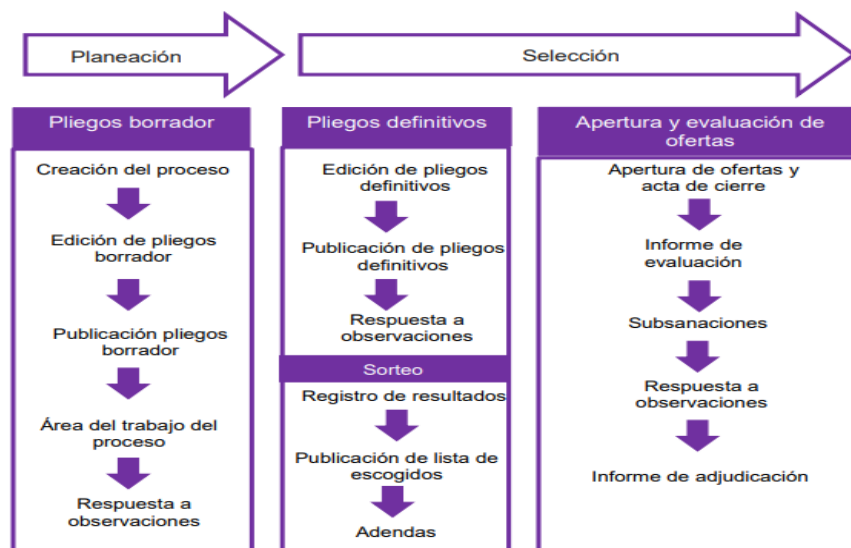 Planeación
Selección
Pliegos borrador
Creación del proceso
Edición de pliegos
borrador
Publicación pliegos
borrador
Área del trabajo del
proceso
Respuesta a
observaciones
Pliegos definitivos
Edición de pliegos
definitivos
Publicación de pliegos
definitivos
Respuesta a
observaciones
Sorteo
Registro de resultados
Publicación de lista de
escogidos
Adendas
Apertura y evaluación de
ofertas
Apertura de ofertas y
acta de cierre
Informe de
evaluación
Subsanaciones
Respuesta a
observaciones
Informe de adjudicación